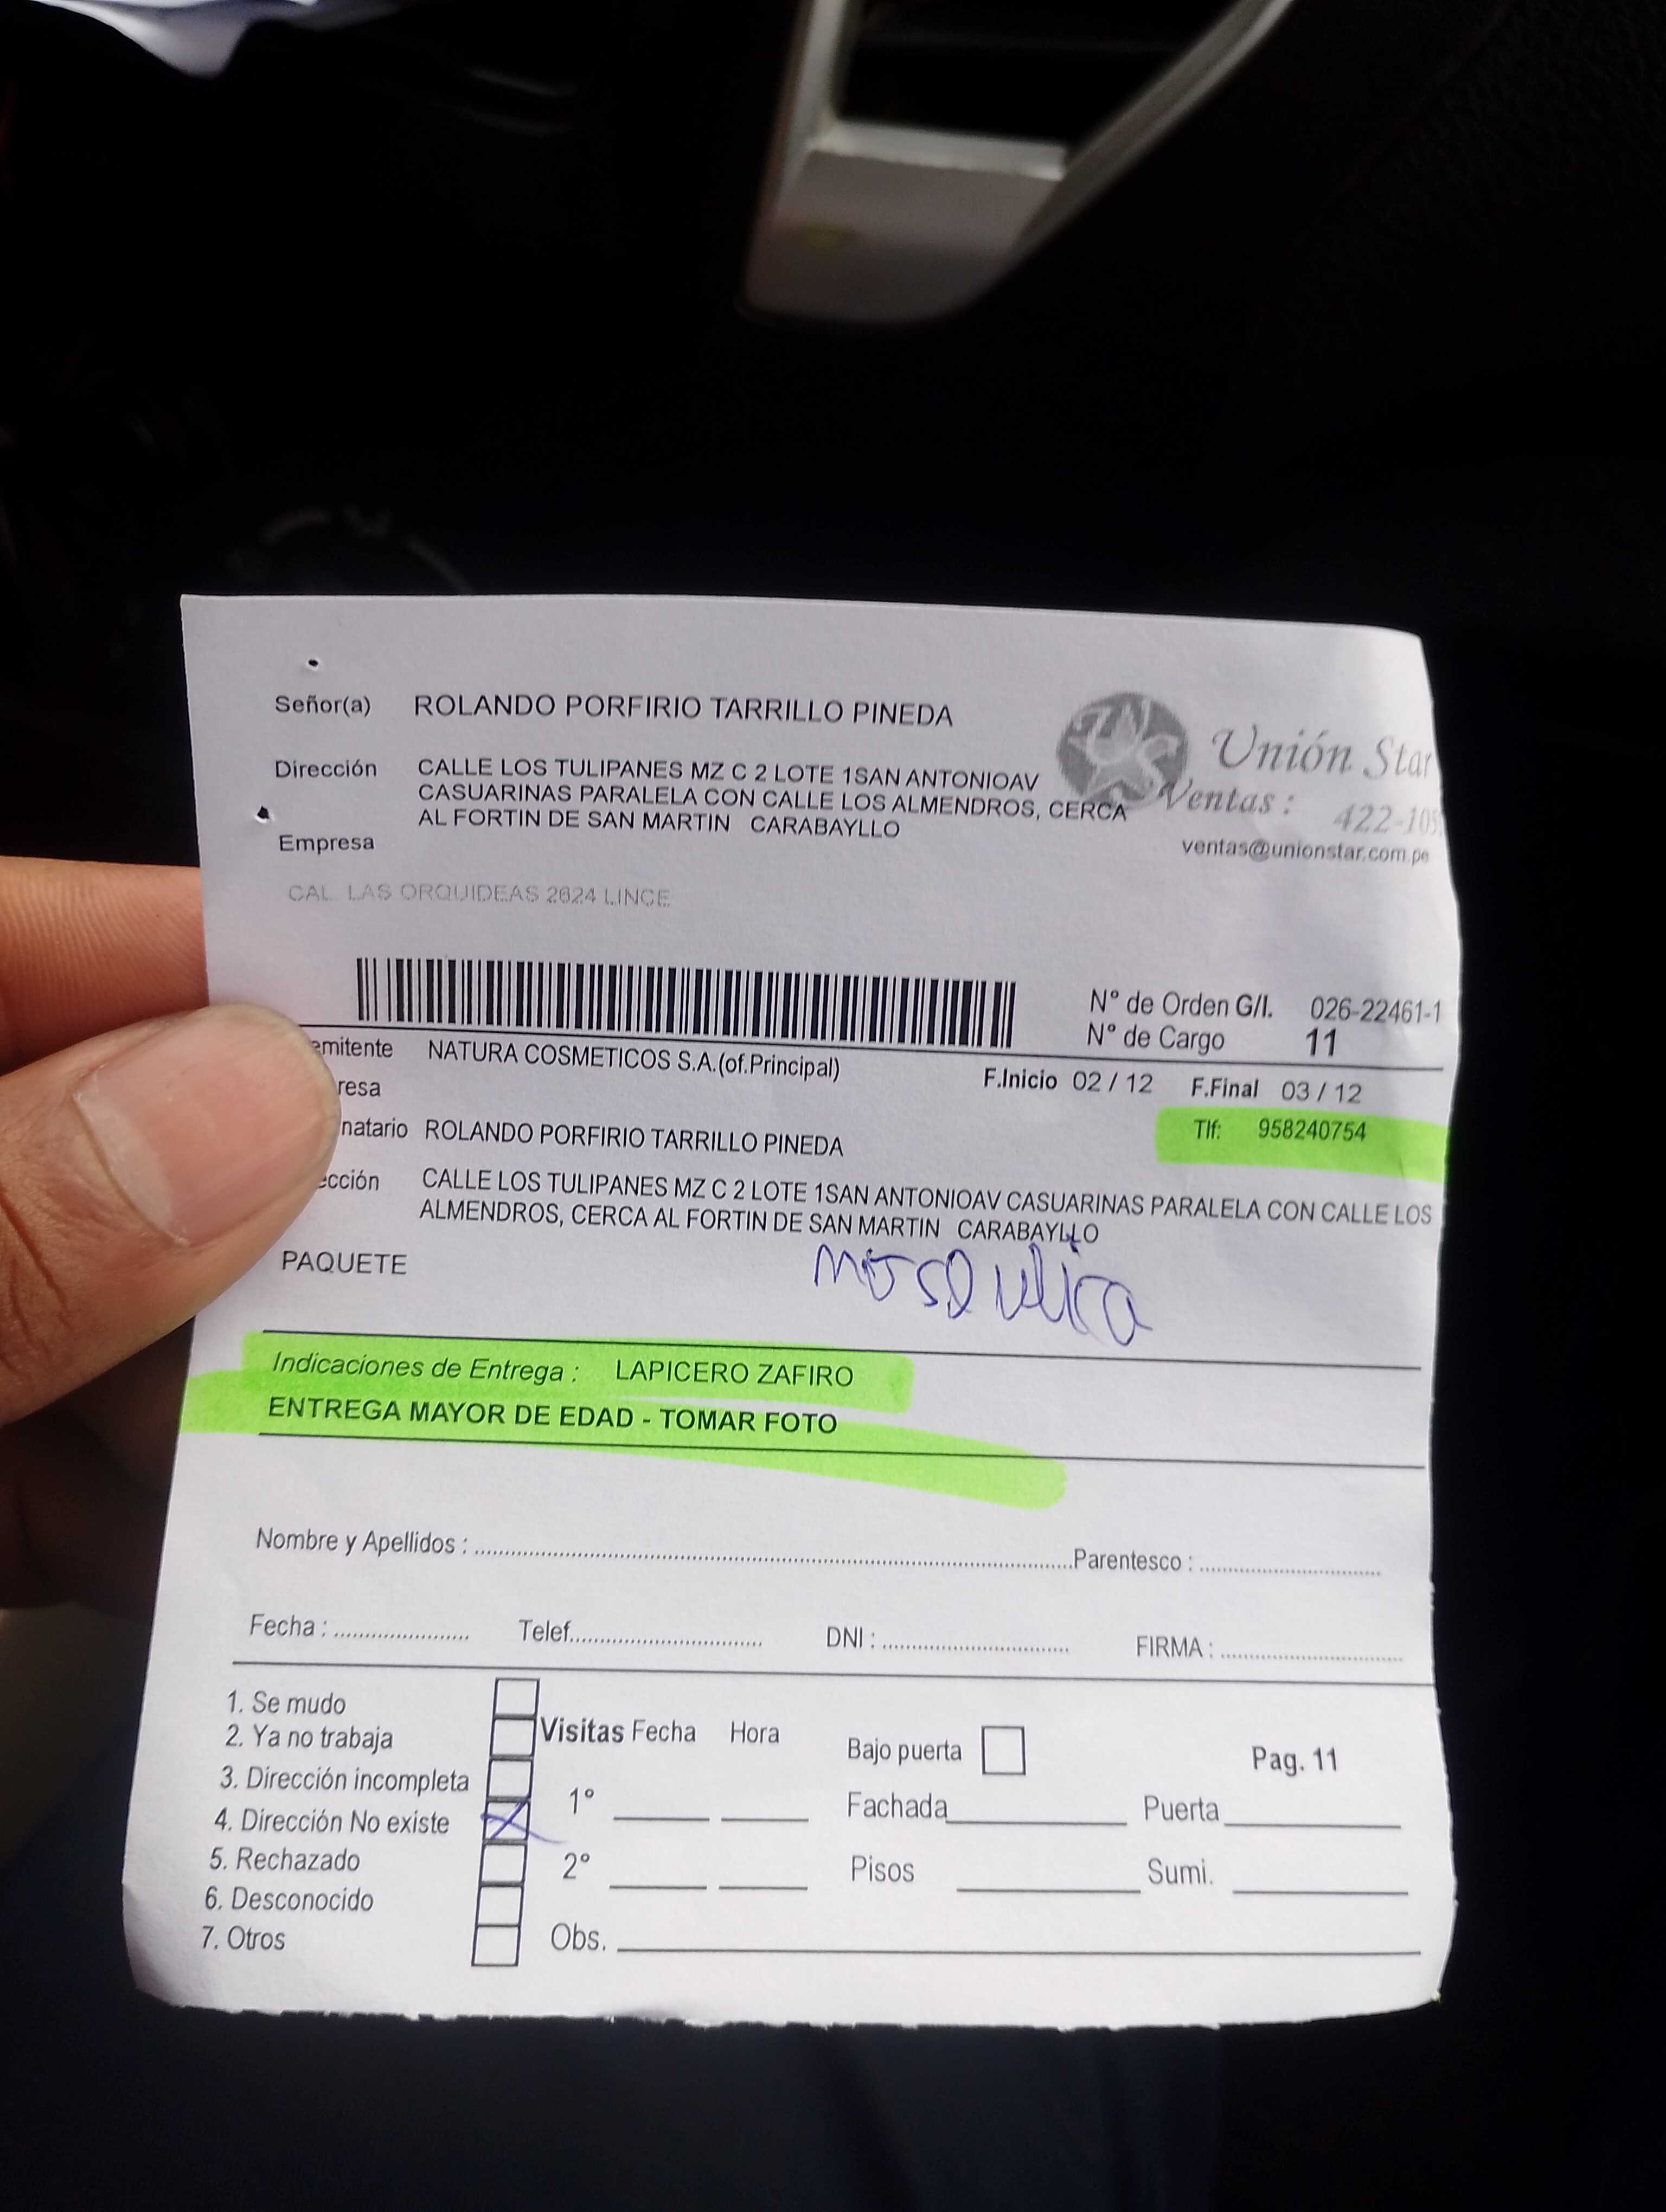 Señor(a) ROLANDO PORFIRIO TARRILLO PINEDA
Unión Star
Dirección CALLE LOS TULIPANES MZ C 2 LOTE 1SAN ANTONIOAV
CASUARINAS PARALELA CON CALLE LOS ALMENDROS, CERCA
AL FORTIN DE SAN MARTIN CARABAYLLO
Ventas : 422-105
ventas@unionstar.com.pe
Empresa
CAL LAS ORQUIDEAS 2624 LINCE
N° de Orden G/I. 026-22461-1
N° de Cargo 11
emitente NATURA COSMETICOS S.A.(of.Principal)
F.Inicio 02 / 12 F.Final 03 / 12
resa
Tlf: 958240754
natario ROLANDO PORFIRIO TARRILLO PINEDA
ección CALLE LOS TULIPANES MZ C 2 LOTE 1SAN ANTONIOAV CASUARINAS PARALELA CON CALLE LOS
ALMENDROS, CERCA AL FORTIN DE SAN MARTIN CARABAYLLO
PAQUETE
Indicaciones de Entrega : LAPICERO ZAFIRO
ENTREGA MAYOR DE EDAD - TOMAR FOTO
Nombre y Apellidos : Parentesco :
Fecha : Telef. DNI : FIRMA :
1. Se mudo
2. Ya no trabaja
3. Dirección incompleta
4. Dirección No existe
5. Rechazado
6. Desconocido
7. Otros
Visitas Fecha Hora
1°
2°
Obs.
Bajo puerta
Pag. 11
Fachada Puerta
Pisos Sumi.